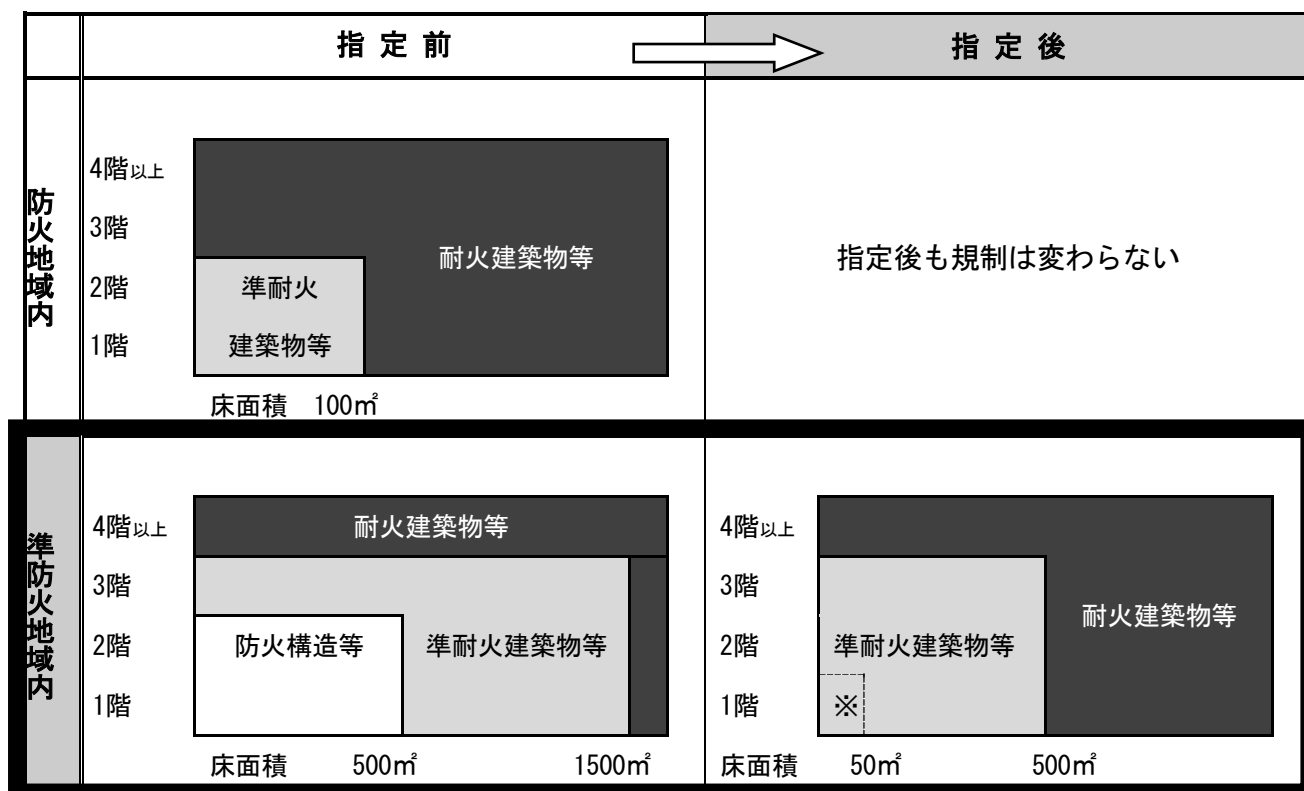 指定前
指定後
防火地域内
4階以上
3階
2階
1階
耐火建築物等
準耐火
建築物等
床面積 100㎡
指定後も規制は変わらない
準防火地域内
4階以上
3階
2階
1階
耐火建築物等
防火構造等
準耐火建築物等
床面積 500㎡ 1500㎡
4階以上
3階
2階
1階
耐火建築物等
準耐火建築物等
※
床面積 50㎡ 500㎡